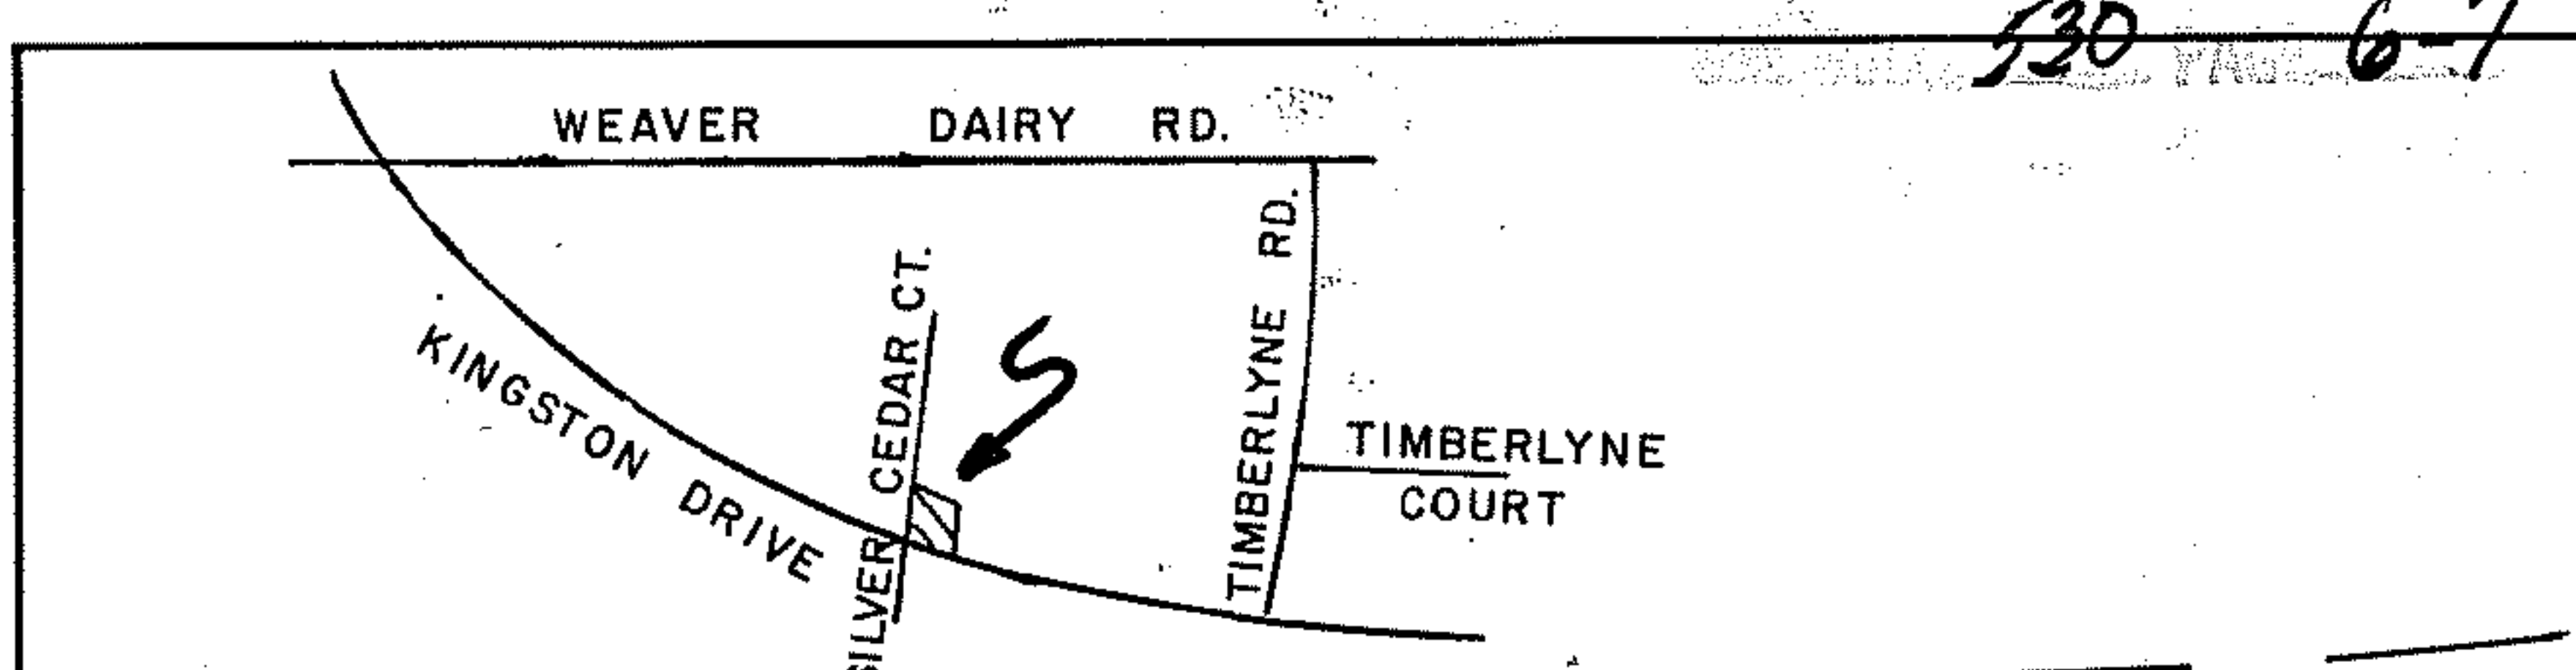 530 6-7
WEAVER DAIRY RD.
TIMBERLYNE RD.
SILVER CEDAR CT.
KINGSTON DRIVE
TIMBERLYNE
COURT